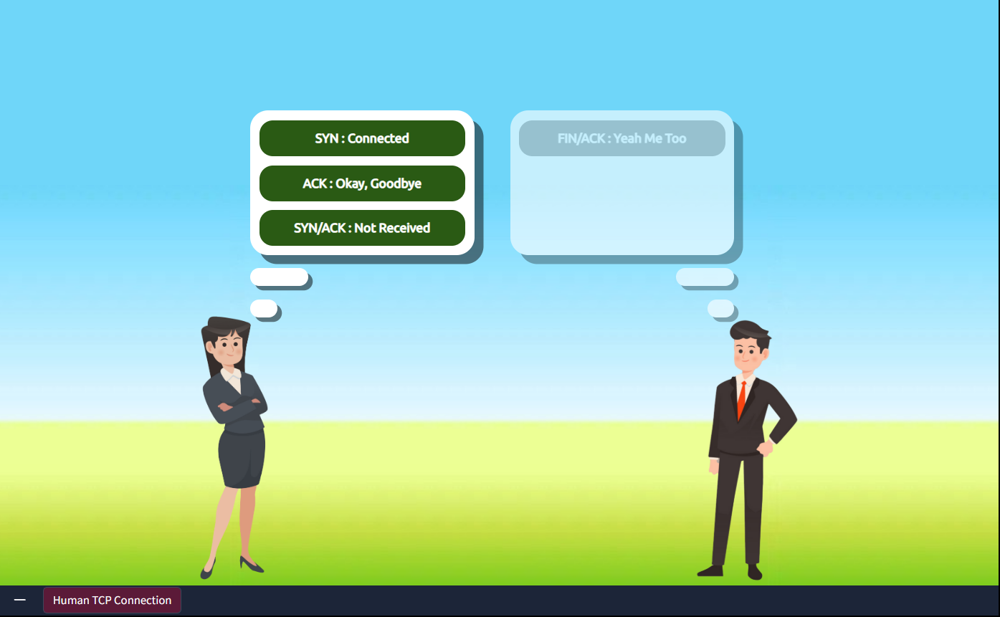 SYN : Connected
ACK : Okay, Goodbye
SYN/ACK : Not Received
FIN/ACK : Yeah Me Too
Human TCP Connection